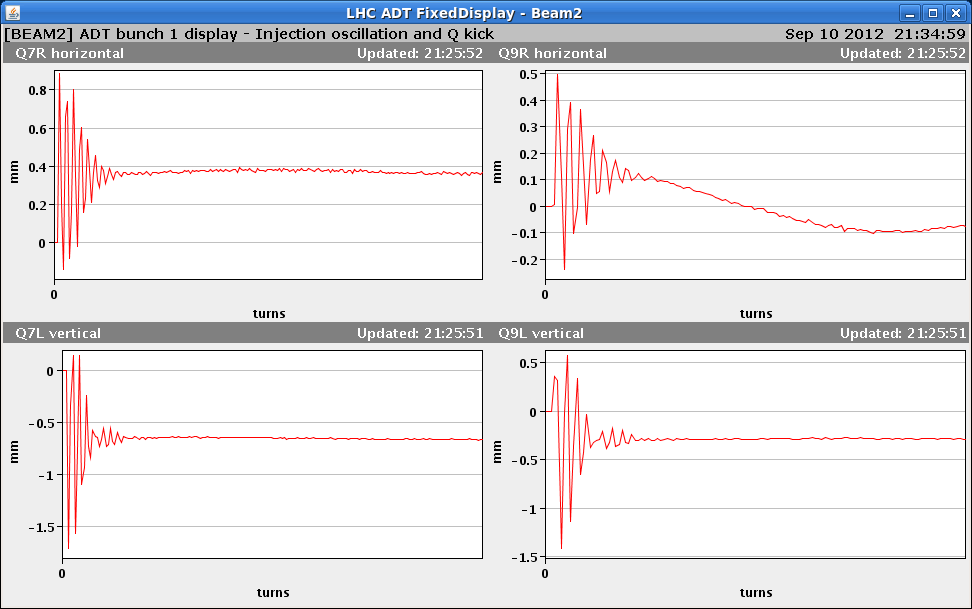 LHC ADT FixedDisplay - Beam2
[BEAM2] ADT bunch 1 display - Injection oscillation and Q kick Sep 10 2012 21:34:59
Q7R horizontal Updated: 21:25:52
0.8
0.6
0.4
0.2
0
mm
0
turns
Q9R horizontal Updated: 21:25:52
0.5
0.4
0.3
0.2
0.1
0
-0.1
-0.2
mm
0
turns
Q7L vertical Updated: 21:25:51
0
-0.5
-1
-1.5
mm
0
turns
Q9L vertical Updated: 21:25:51
0.5
0
-0.5
-1
-1.5
mm
0
turns